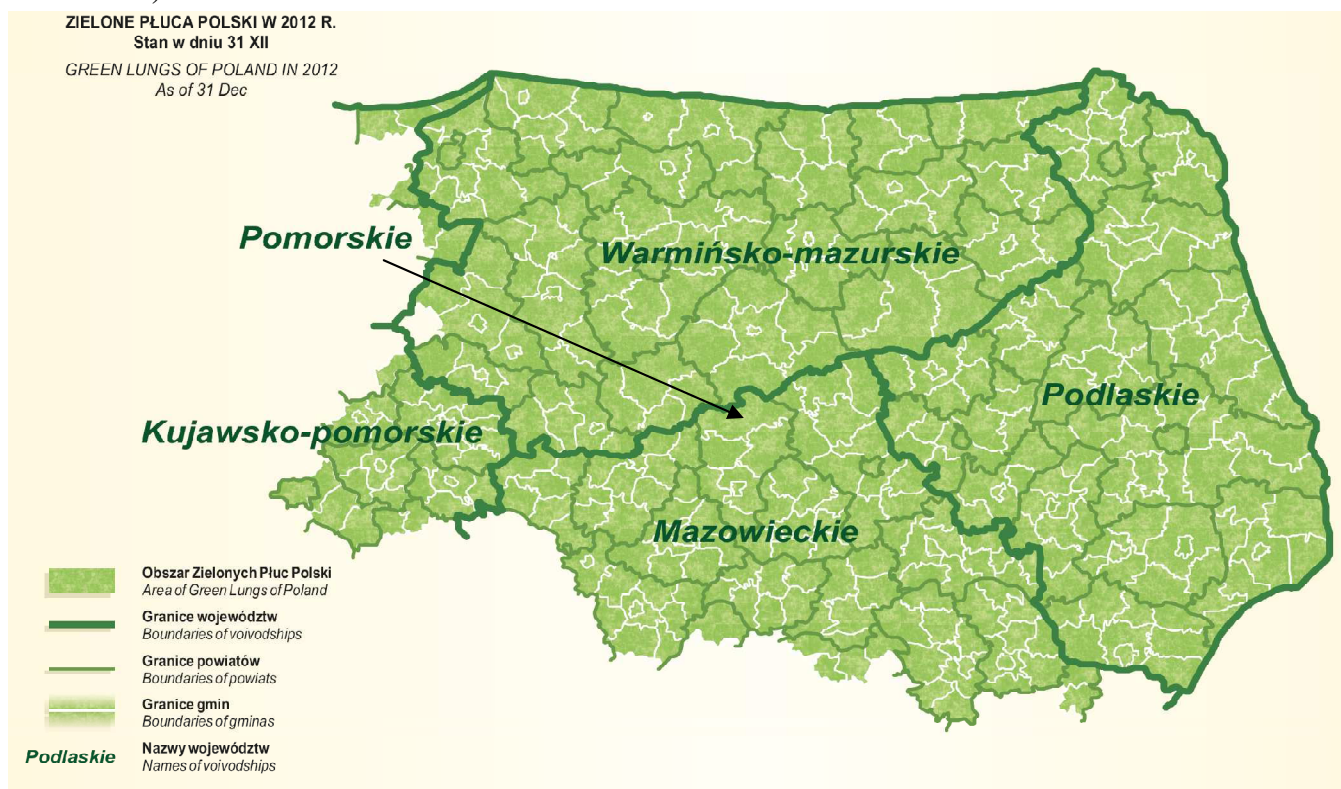 ZIELONE PŁUCA POLSKI W 2012 R.
Stan w dniu 31 XII
GREEN LUNGS OF POLAND IN 2012
As of 31 Dec
Pomorskie
Warmińsko-mazurskie
Podlaskie
Kujawsko-pomorskie
Mazowieckie
Obszar Zielonych Płuc Polski
Area of Green Lungs of Poland
Granice województw
Boundaries of voivodships
Granice powiatów
Boundaries of powiats
Granice gmin
Boundaries of gminas
Podlaskie
Nazwy województw
Names of voivodships